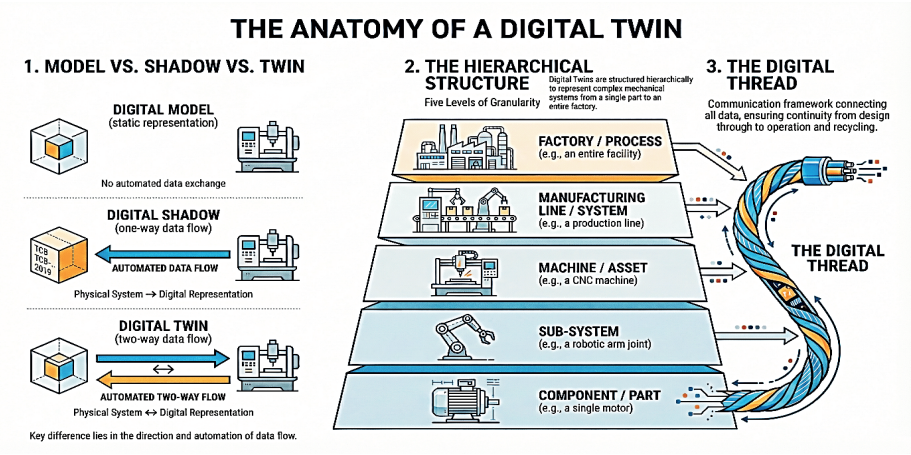 THE ANATOMY OF A DIGITAL TWIN
1. MODEL VS. SHADOW VS. TWIN
DIGITAL MODEL
(static representation)
No automated data exchange
DIGITAL SHADOW
(one-way data flow)
TCB
TCB-
2019
AUTOMATED DATA FLOW
Physical System → Digital Representation
DIGITAL TWIN
(two-way data flow)
↔
AUTOMATED TWO-WAY FLOW
Physical System ↔ Digital Representation
Key difference lies in the direction and automation of data flow.
2. THE HIERARCHICAL
STRUCTURE
Five Levels of Granularity
Digital Twins are structured hierarchically
to represent complex mechanical
systems from a single part to an
entire factory.
FACTORY / PROCESS
(e.g., an entire facility)
MANUFACTURING
LINE / SYSTEM
(e.g., a production line)
MACHINE / ASSET
(e.g., a CNC machine)
SUB-SYSTEM
(e.g., a robotic arm joint)
COMPONENT / PART
(e.g., a single motor)
3. THE DIGITAL
THREAD
Communication framework connecting
all data, ensuring continuity from design
through to operation and recycling.
THE DIGITAL
THREAD